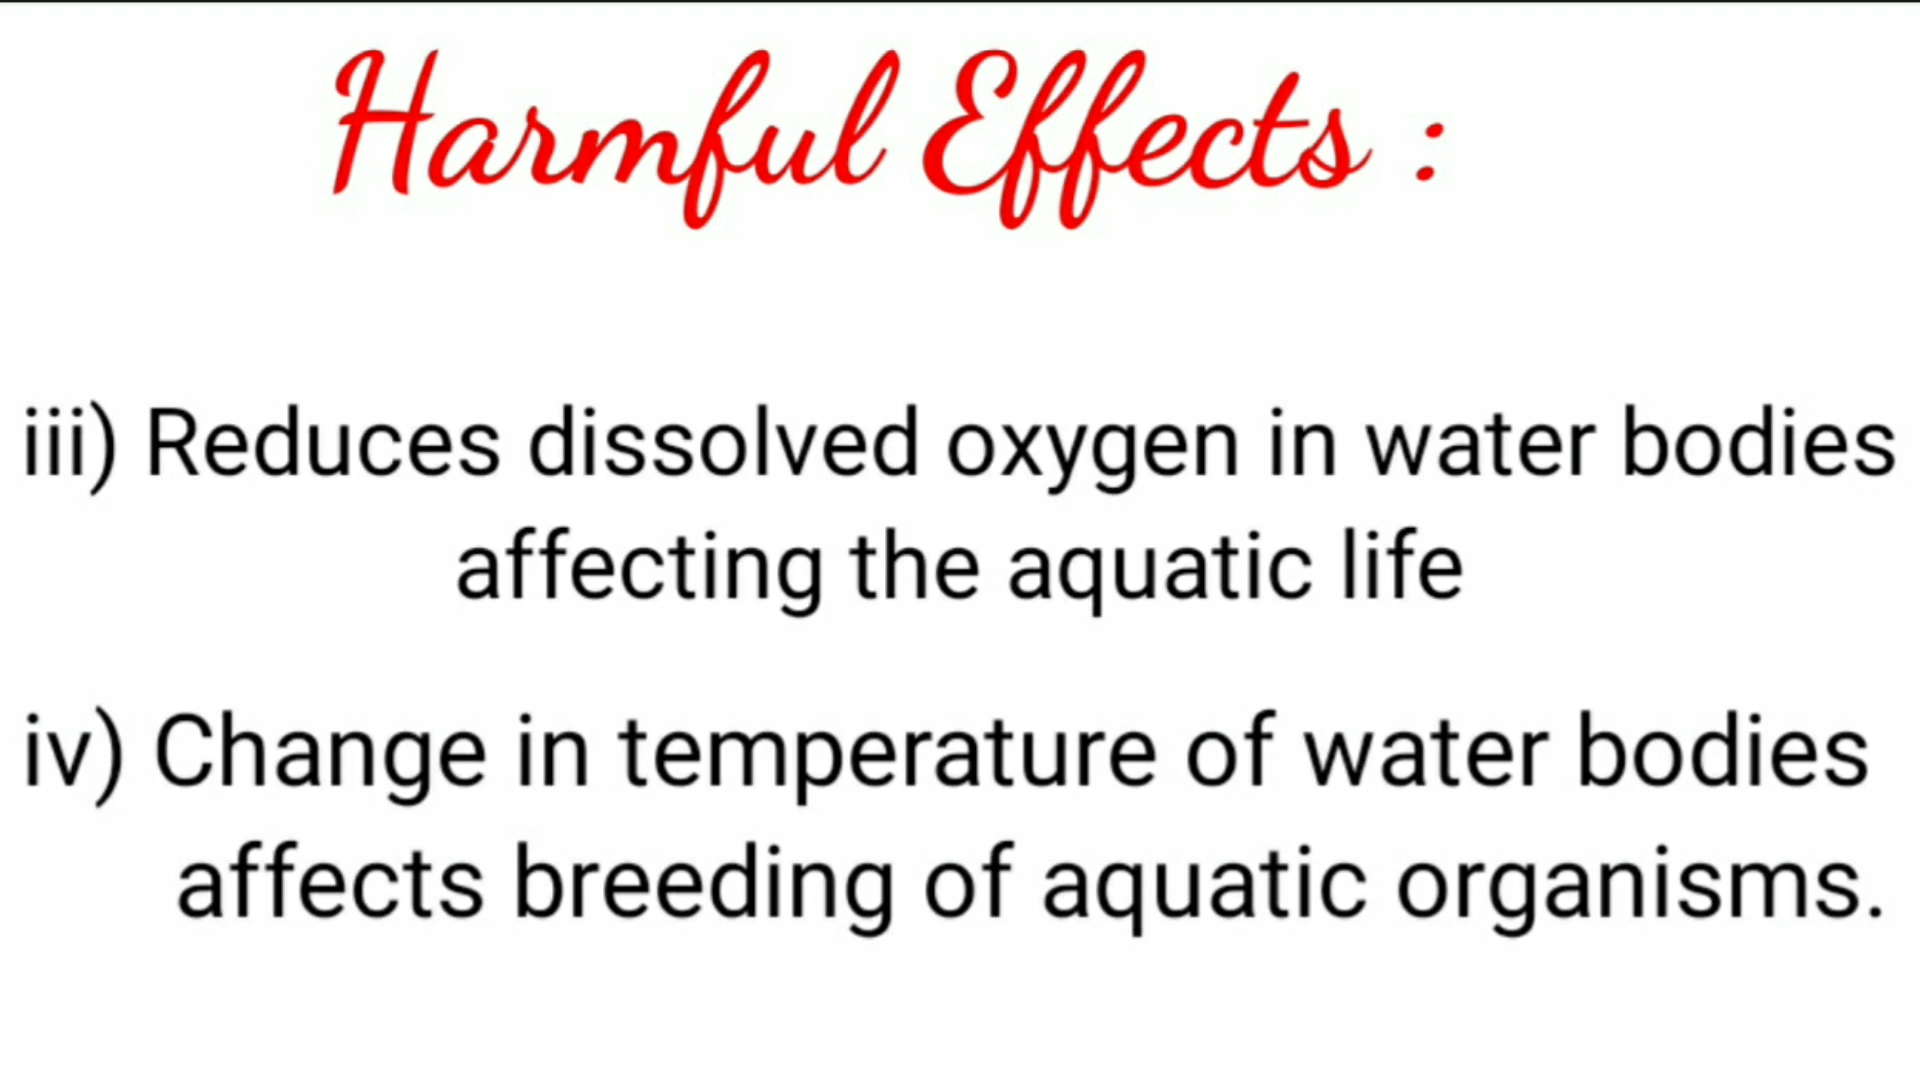 Harmful Effects :
iii) Reduces dissolved oxygen in water bodies
affecting the aquatic life
iv) Change in temperature of water bodies
affects breeding of aquatic organisms.